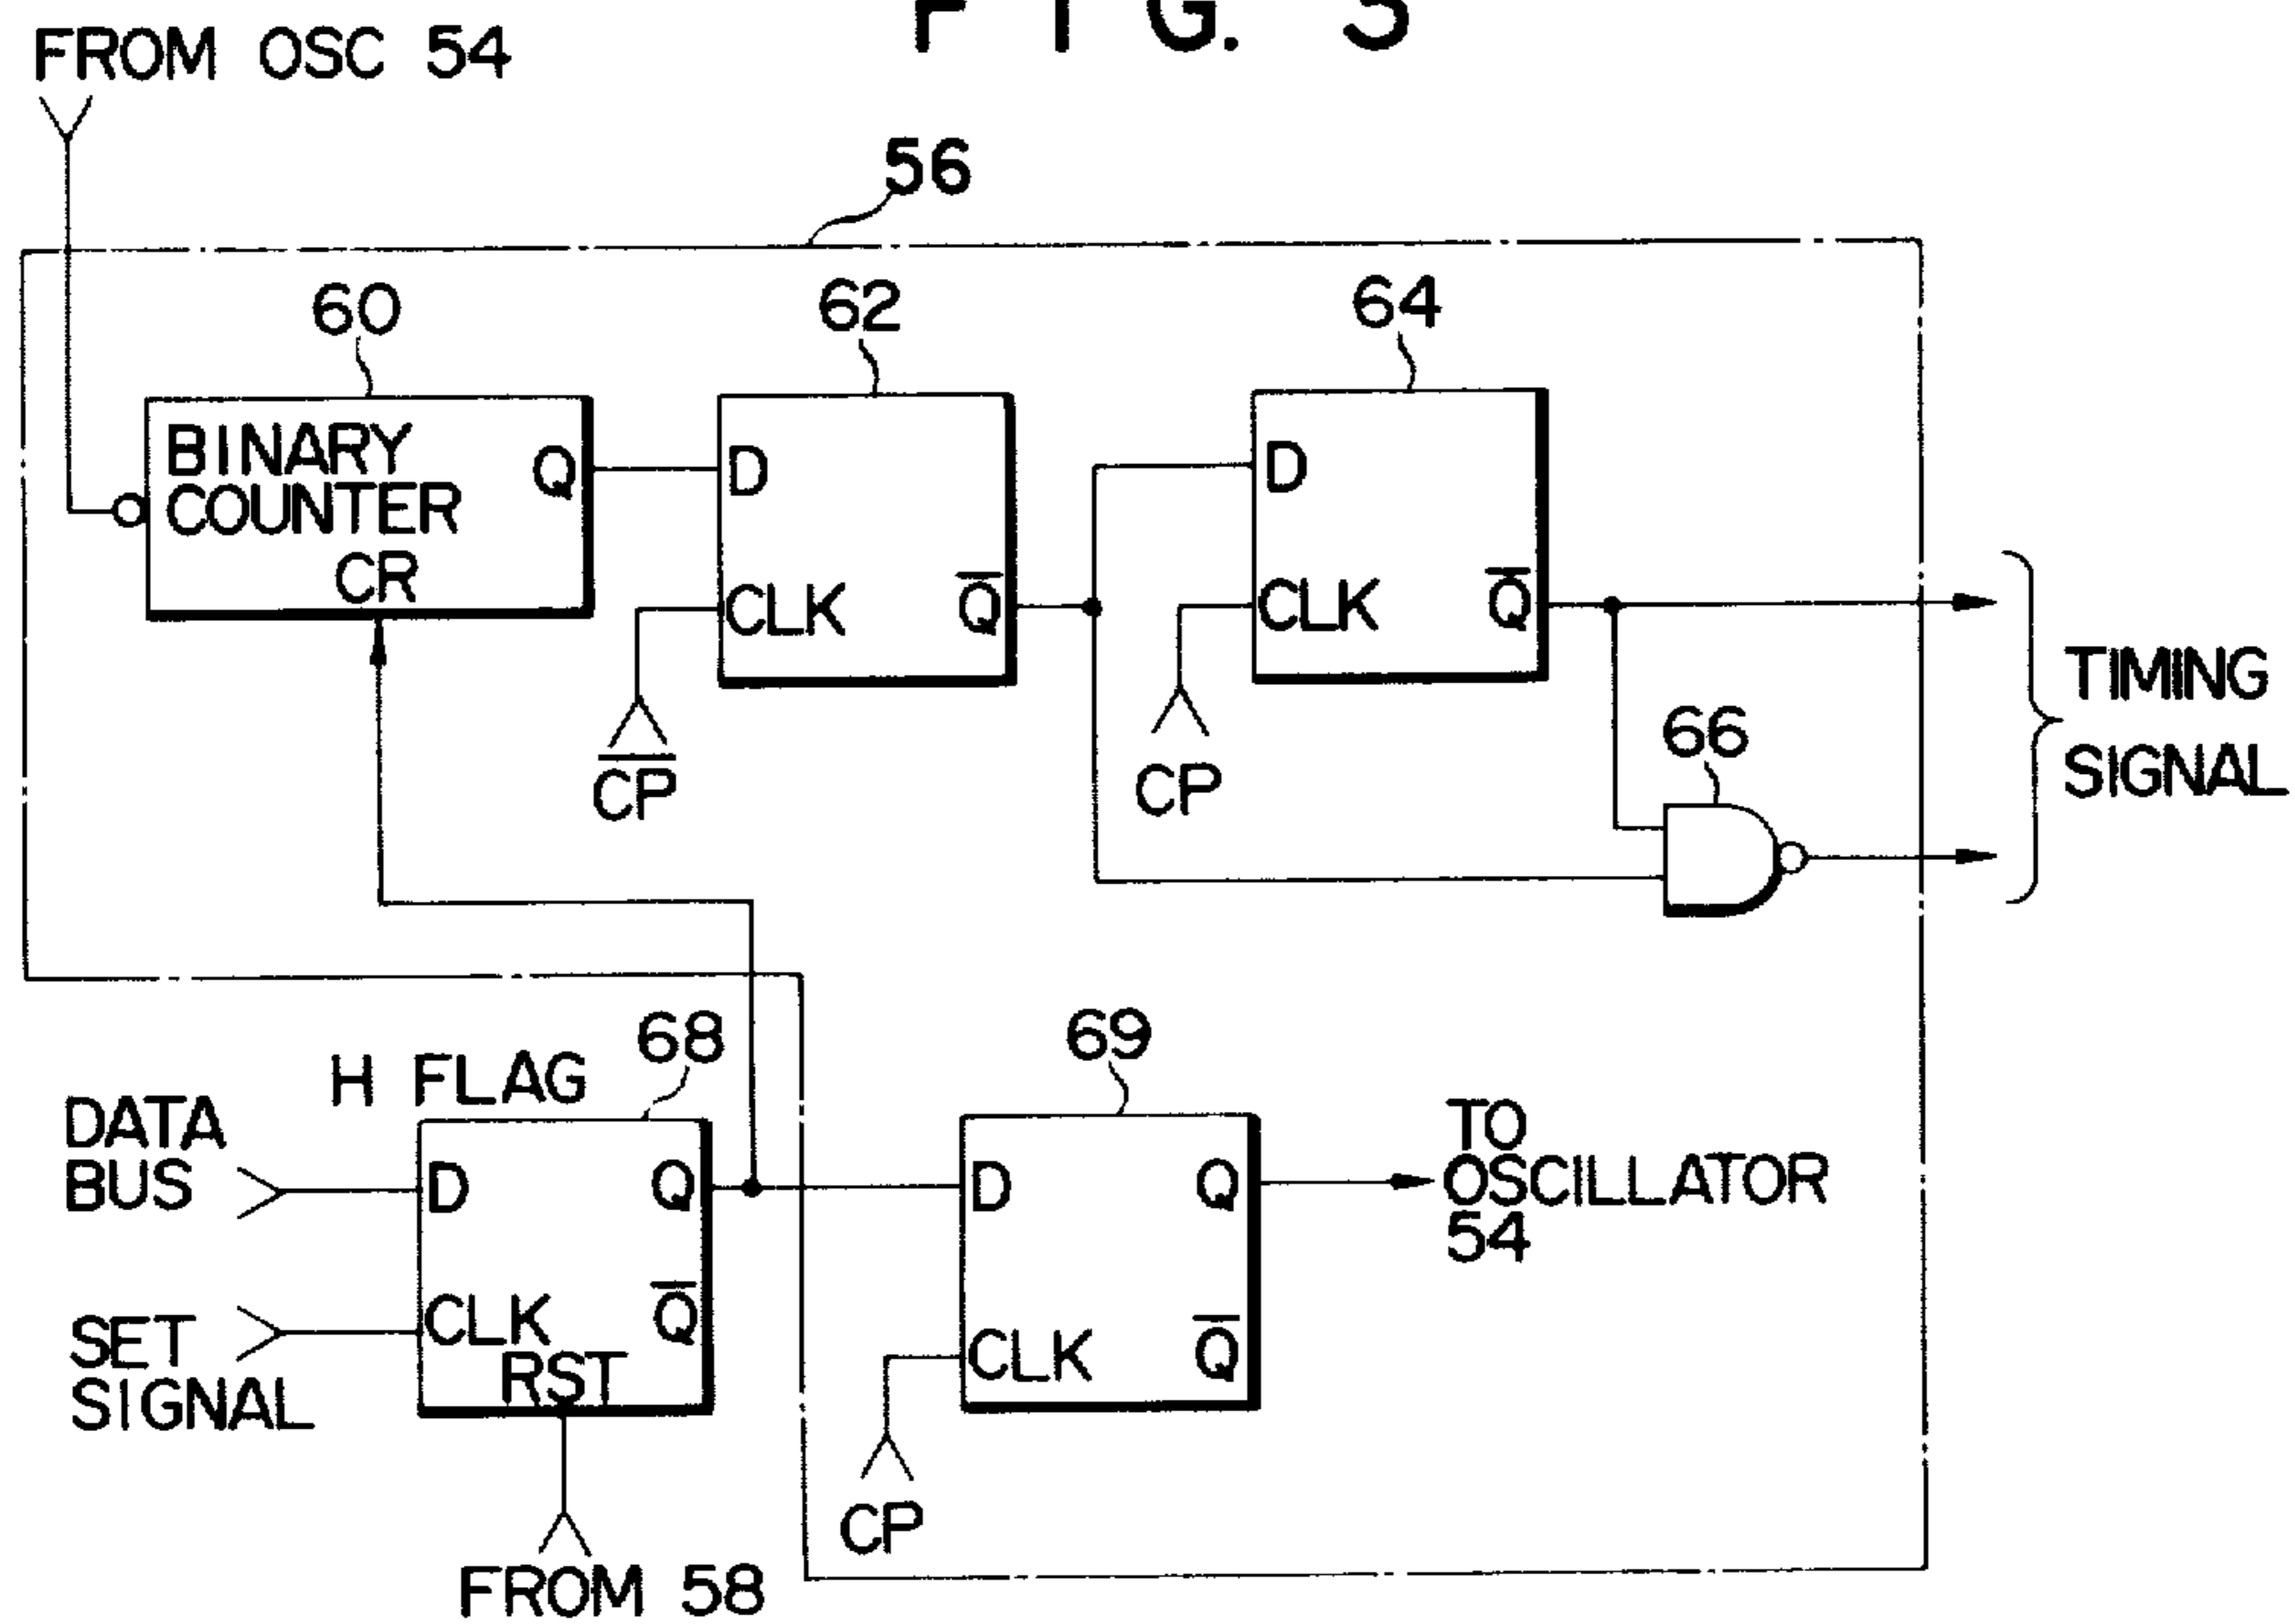 FIG. 3
FROM OSC 54
56
60
62
64
BINARY
COUNTER
CR
Q
D
CLK
Q̅
D
CLK
Q̅
C̅P̅
CP
66
TIMING
SIGNAL
68
69
H FLAG
DATA
BUS
SET
SIGNAL
D
CLK
RST
Q
Q̅
D
CLK
Q
Q̅
TO
OSCILLATOR
54
CP
FROM 58